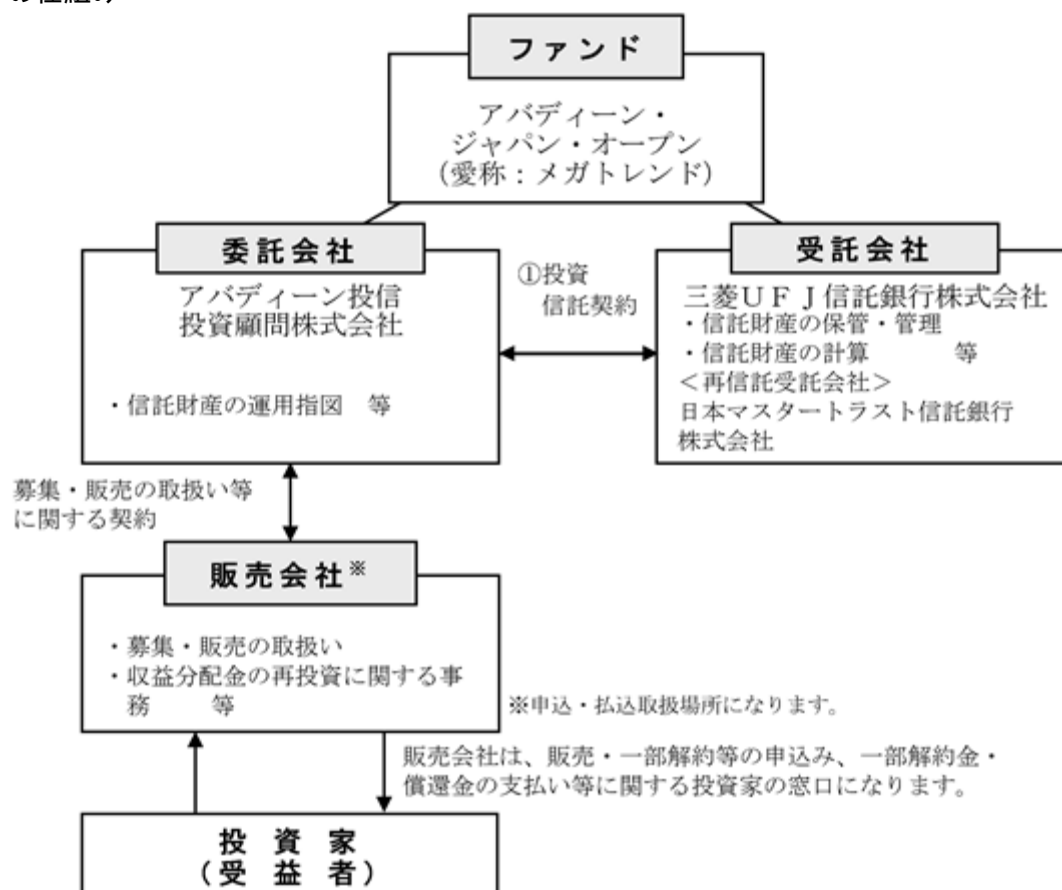 の仕組み
ファンド
アバディーン・
ジャパン・オープン
(愛称：メガトレンド)
委託会社
アバディーン投信
投資顧問株式会社
・信託財産の運用指図　等
①投資
信託契約
受託会社
三菱ＵＦＪ信託銀行株式会社
・信託財産の保管・管理
・信託財産の計算　　　等
＜再信託受託会社＞
日本マスタートラスト信託銀行
株式会社
募集・販売の取扱い等
に関する契約
販売会社※
・募集・販売の取扱い
・収益分配金の再投資に関する事
務　　等
※申込・払込取扱場所になります。
販売会社は、販売・一部解約等の申込み、一部解約金・
償還金の支払い等に関する投資家の窓口になります。
投　資　家
(受　益　者)